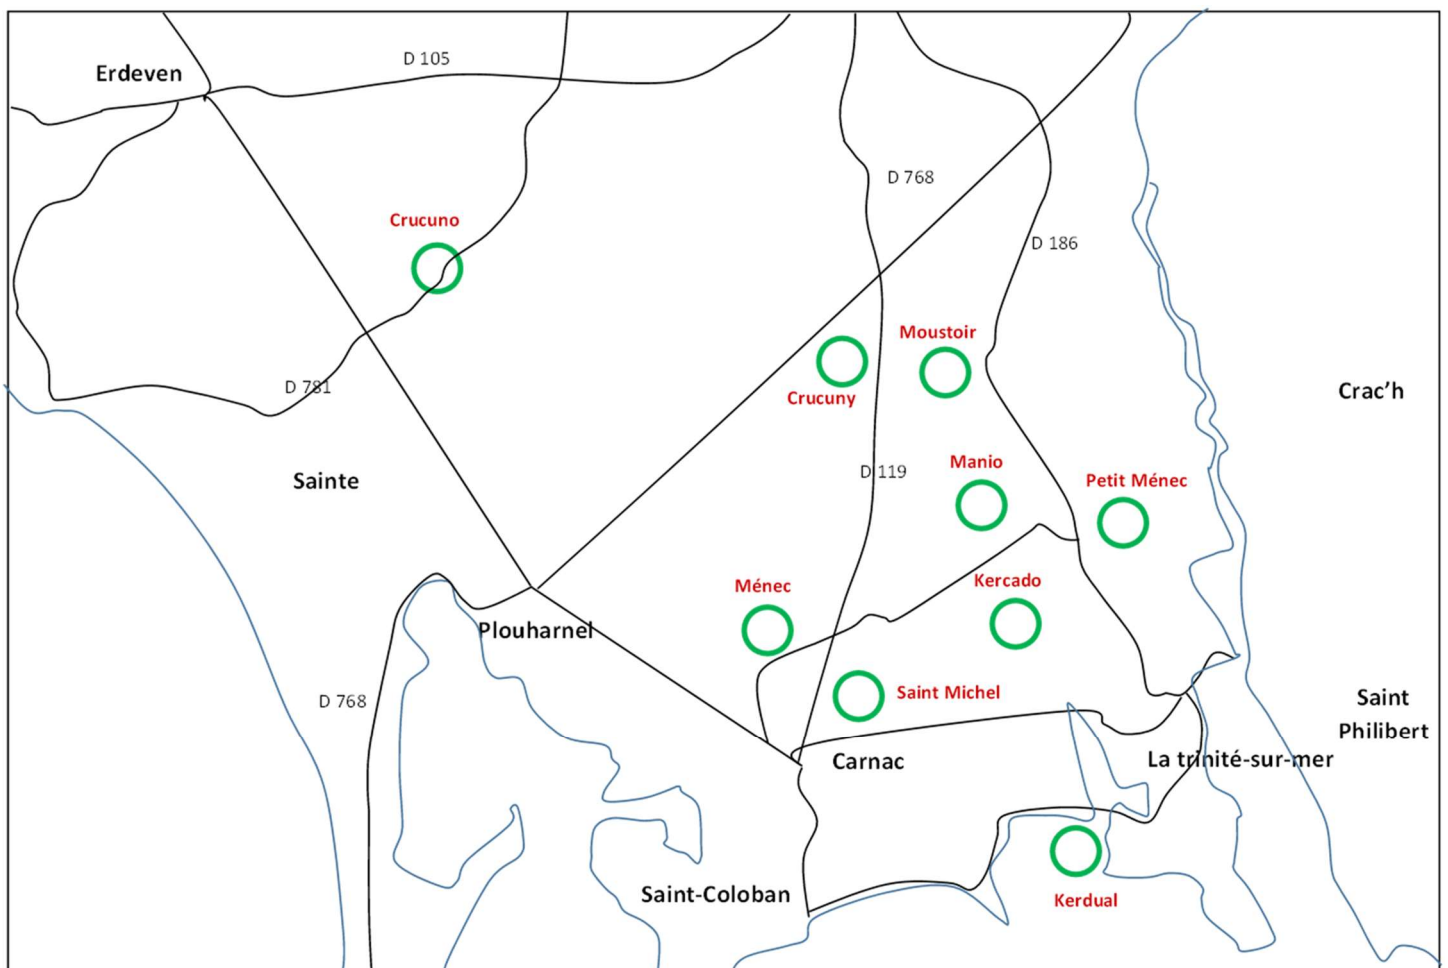 D 105
Erdeven
D 768
Crucuno
D 186
Moustoir
D 781
Crucuny
Crac’h
Manio
D 119
Sainte
Petit Ménec
Kercado
Ménec
Plouharnel
Saint Michel
D 768
Saint
Philibert
Carnac
La trinité-sur-mer
Saint-Coloban
Kerdual